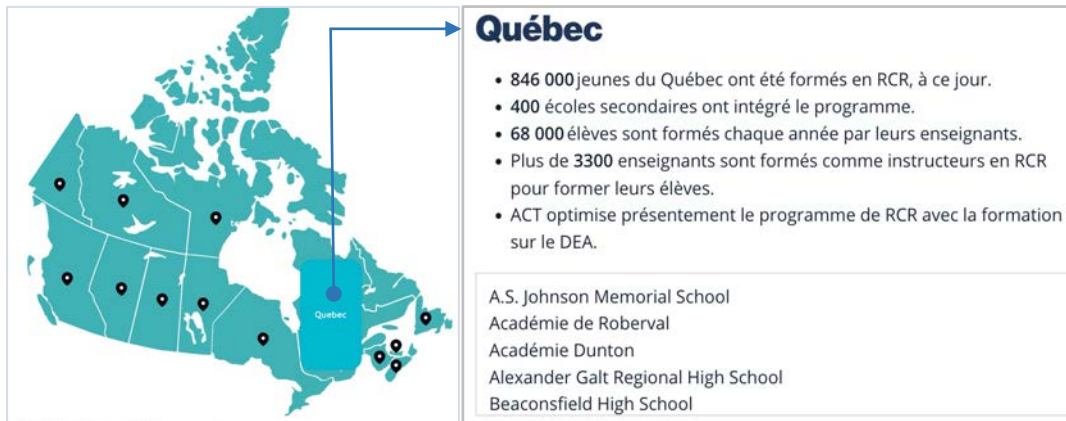 Quebec
Québec
• 846 000 jeunes du Québec ont été formés en RCR, à ce jour.
• 400 écoles secondaires ont intégré le programme.
• 68 000 élèves sont formés chaque année par leurs enseignants.
• Plus de 3300 enseignants sont formés comme instructeurs en RCR
pour former leurs élèves.
• ACT optimise présentement le programme de RCR avec la formation
sur le DEA.
A.S. Johnson Memorial School
Académie de Roberval
Académie Dunton
Alexander Galt Regional High School
Beaconsfield High School